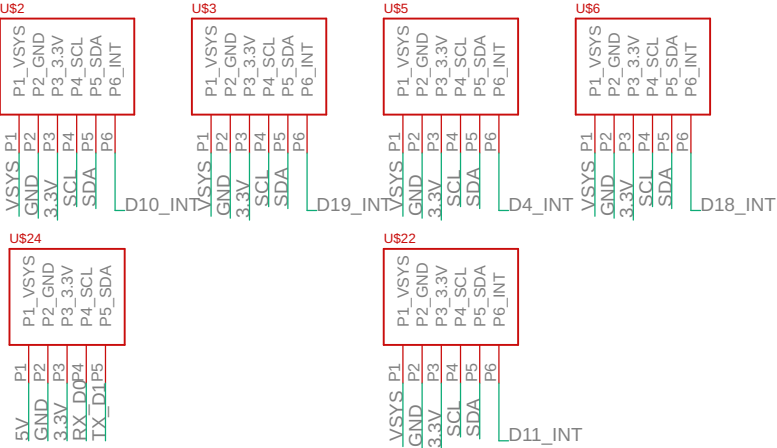 U$2
P1_VSYS
P2_GND
P3_3.3V
P4_SCL
P5_SDA
P6_INT
P1
P2
P3
P4
P5
P6
VSYS
GND
3.3V
SCL
SDA
D10_INT
U$3
P1_VSYS
P2_GND
P3_3.3V
P4_SCL
P5_SDA
P6_INT
P1
P2
P3
P4
P5
P6
VSYS
GND
3.3V
SCL
SDA
D19_INT
U$5
P1_VSYS
P2_GND
P3_3.3V
P4_SCL
P5_SDA
P6_INT
P1
P2
P3
P4
P5
P6
VSYS
GND
3.3V
SCL
SDA
D4_INT
U$6
P1_VSYS
P2_GND
P3_3.3V
P4_SCL
P5_SDA
P6_INT
P1
P2
P3
P4
P5
P6
VSYS
GND
3.3V
SCL
SDA
D18_INT
U$24
P1_VSYS
P2_GND
P3_3.3V
P4_SCL
P5_SDA
P1
P2
P3
P4
P5
5V
GND
3.3V
RX_D0
TX_D1
U$22
P1_VSYS
P2_GND
P3_3.3V
P4_SCL
P5_SDA
P6_INT
P1
P2
P3
P4
P5
P6
VSYS
GND
3.3V
SCL
SDA
D11_INT